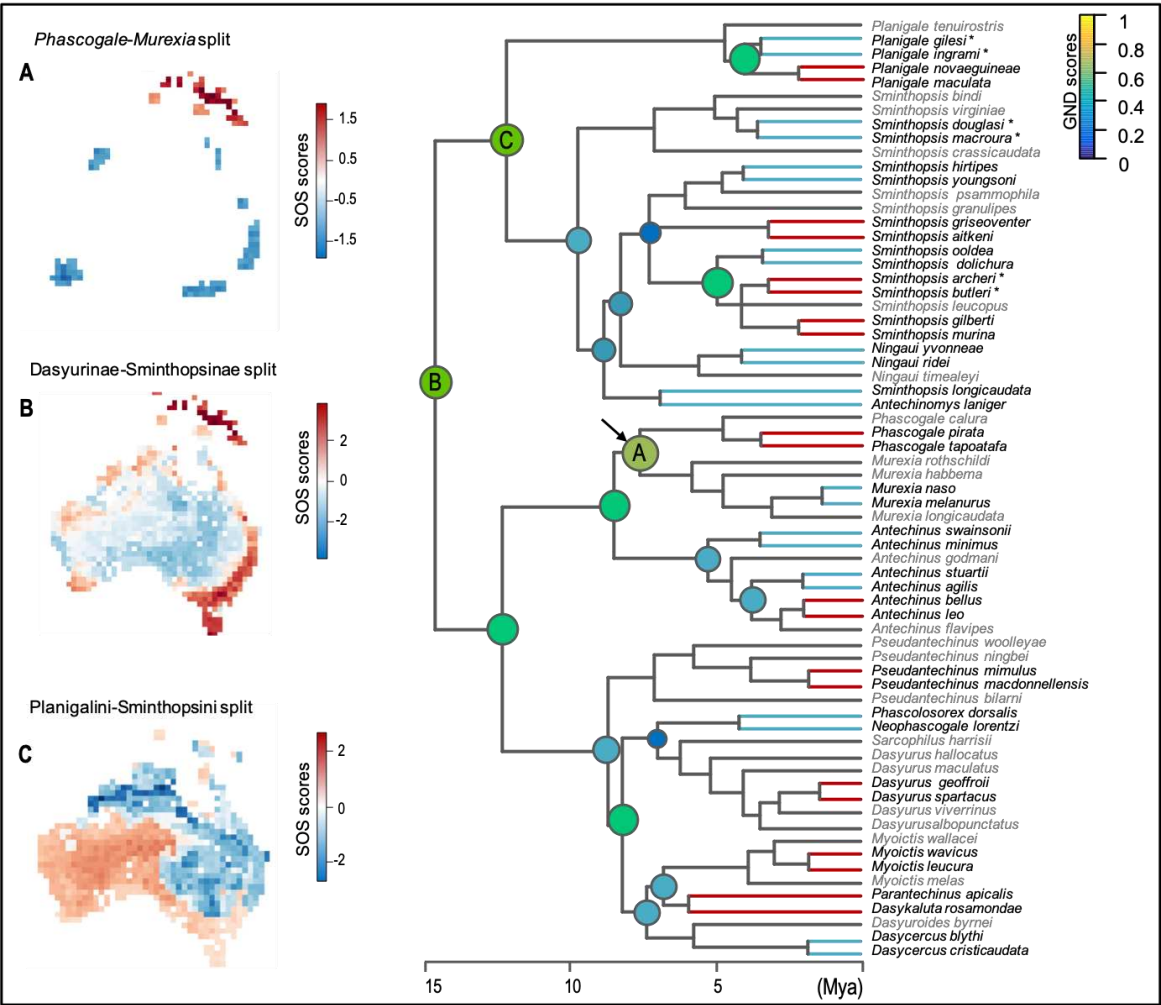 Phascogale-Murexia split
A
SOS scores
1.5
0.5
-0.5
-1.5
Dasyurinae-Sminthopsinae split
B
SOS scores
2
0
-2
Planigalini-Sminthopsini split
C
SOS scores
2
0
-2
C
B
A
Planigale tenuirostris
Planigale gilesi *
Planigale ingrami *
Planigale novaeguineae
Planigale maculata
Sminthopsis bindi
Sminthopsis virginiae
Sminthopsis douglasi *
Sminthopsis macroura *
Sminthopsis crassicaudata
Sminthopsis hirtipes
Sminthopsis youngsoni
Sminthopsis psammophila
Sminthopsis granulipes
Sminthopsis griseoventer
Sminthopsis aitkeni
Sminthopsis ooldea
Sminthopsis dolichura
Sminthopsis archeri *
Sminthopsis butleri *
Sminthopsis leucopus
Sminthopsis gilberti
Sminthopsis murina
Ningaui yvonneae
Ningaui ridei
Ningaui timealeyi
Sminthopsis longicaudata
Antechinomys laniger
Phascogale calura
Phascogale pirata
Phascogale tapoatafa
Murexia rothschildi
Murexia habbema
Murexia naso
Murexia melanurus
Murexia longicaudata
Antechinus swainsonii
Antechinus minimus
Antechinus godmani
Antechinus stuartii
Antechinus agilis
Antechinus bellus
Antechinus leo
Antechinus flavipes
Pseudantechinus woolleyae
Pseudantechinus ningbei
Pseudantechinus mimulus
Pseudantechinus macdonnellensis
Pseudantechinus bilarni
Phascolosorex dorsalis
Neophascogale lorentzi
Sarcophilus harrisii
Dasyurus hallocatus
Dasyurus maculatus
Dasyurus geoffroii
Dasyurus spartacus
Dasyurus viverrinus
Dasyurusalbopunctatus
Myoictis wallacei
Myoictis wavicus
Myoictis leucura
Myoictis melas
Parantechinus apicalis
Dasykaluta rosamondae
Dasyuroides byrnei
Dasycercus blythi
Dasycercus cristicaudata
GND scores
1
0.8
0.6
0.4
0.2
0
15
10
5
(Mya)